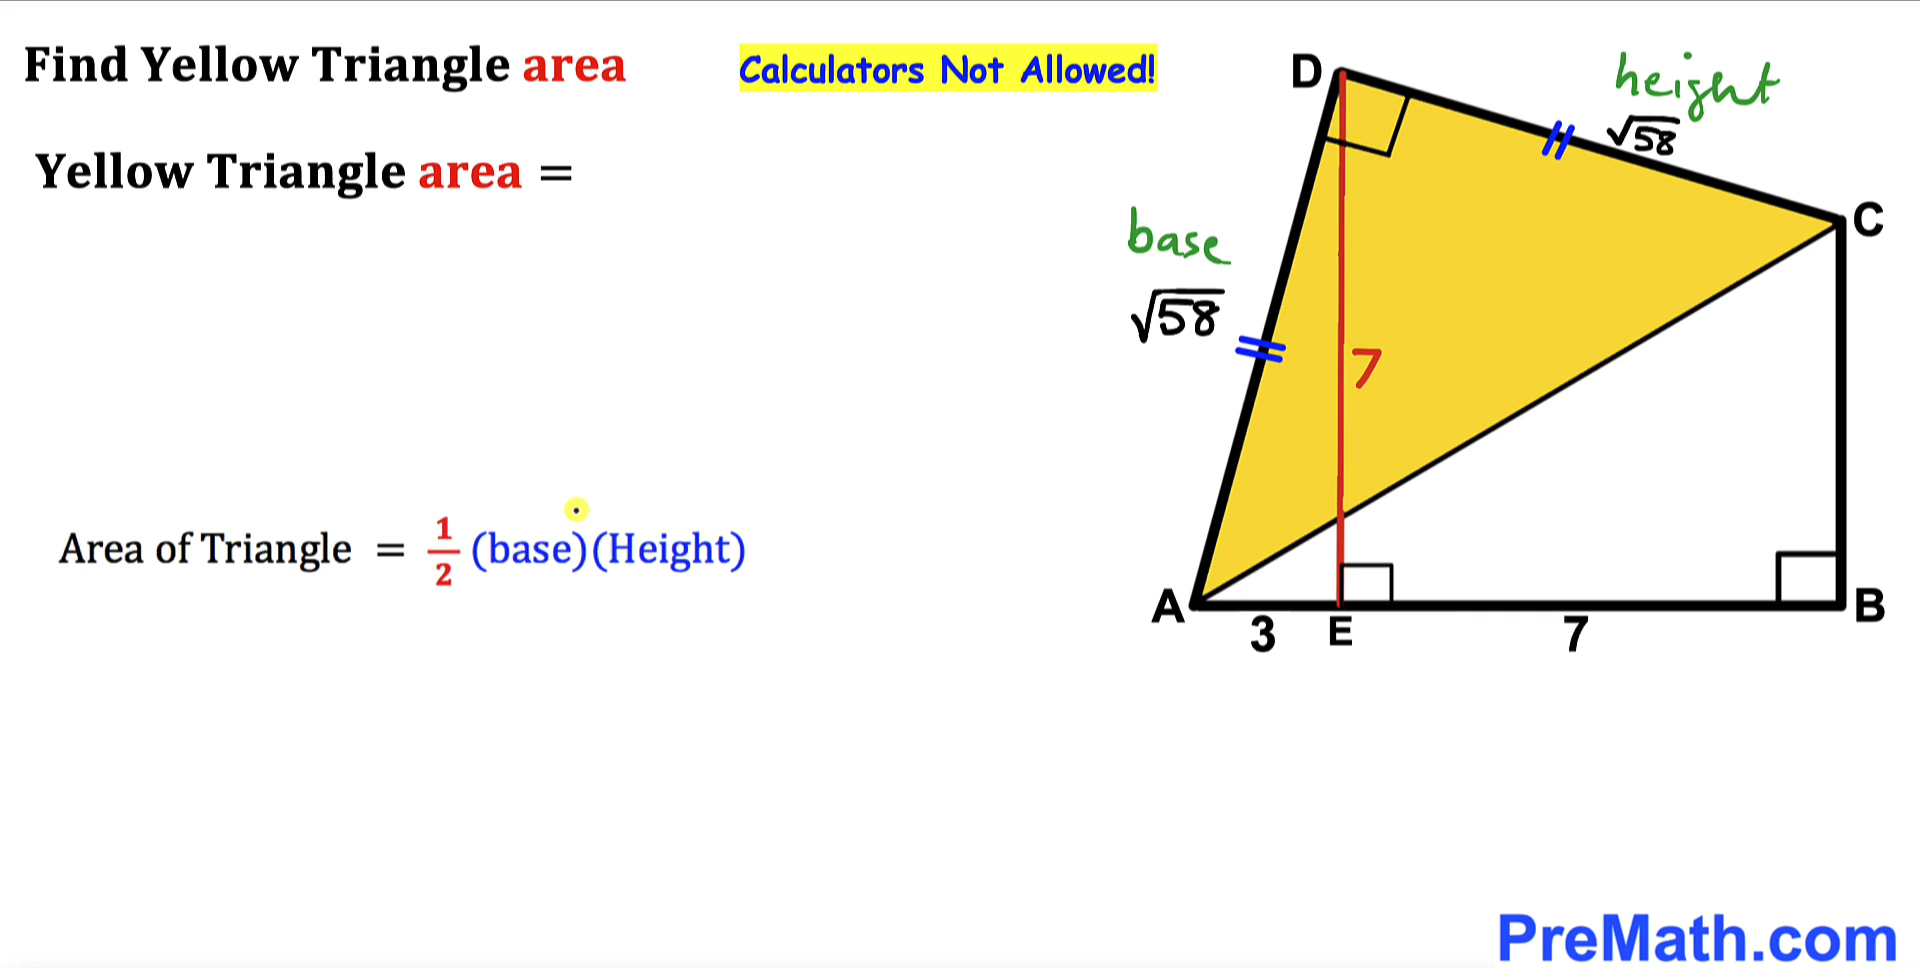 Find Yellow Triangle area
Calculators Not Allowed!
Yellow Triangle area =
Area of Triangle = 1/2 (base)(Height)
D
height
√58
C
base
√58
7
A
3
E
7
B
PreMath.com